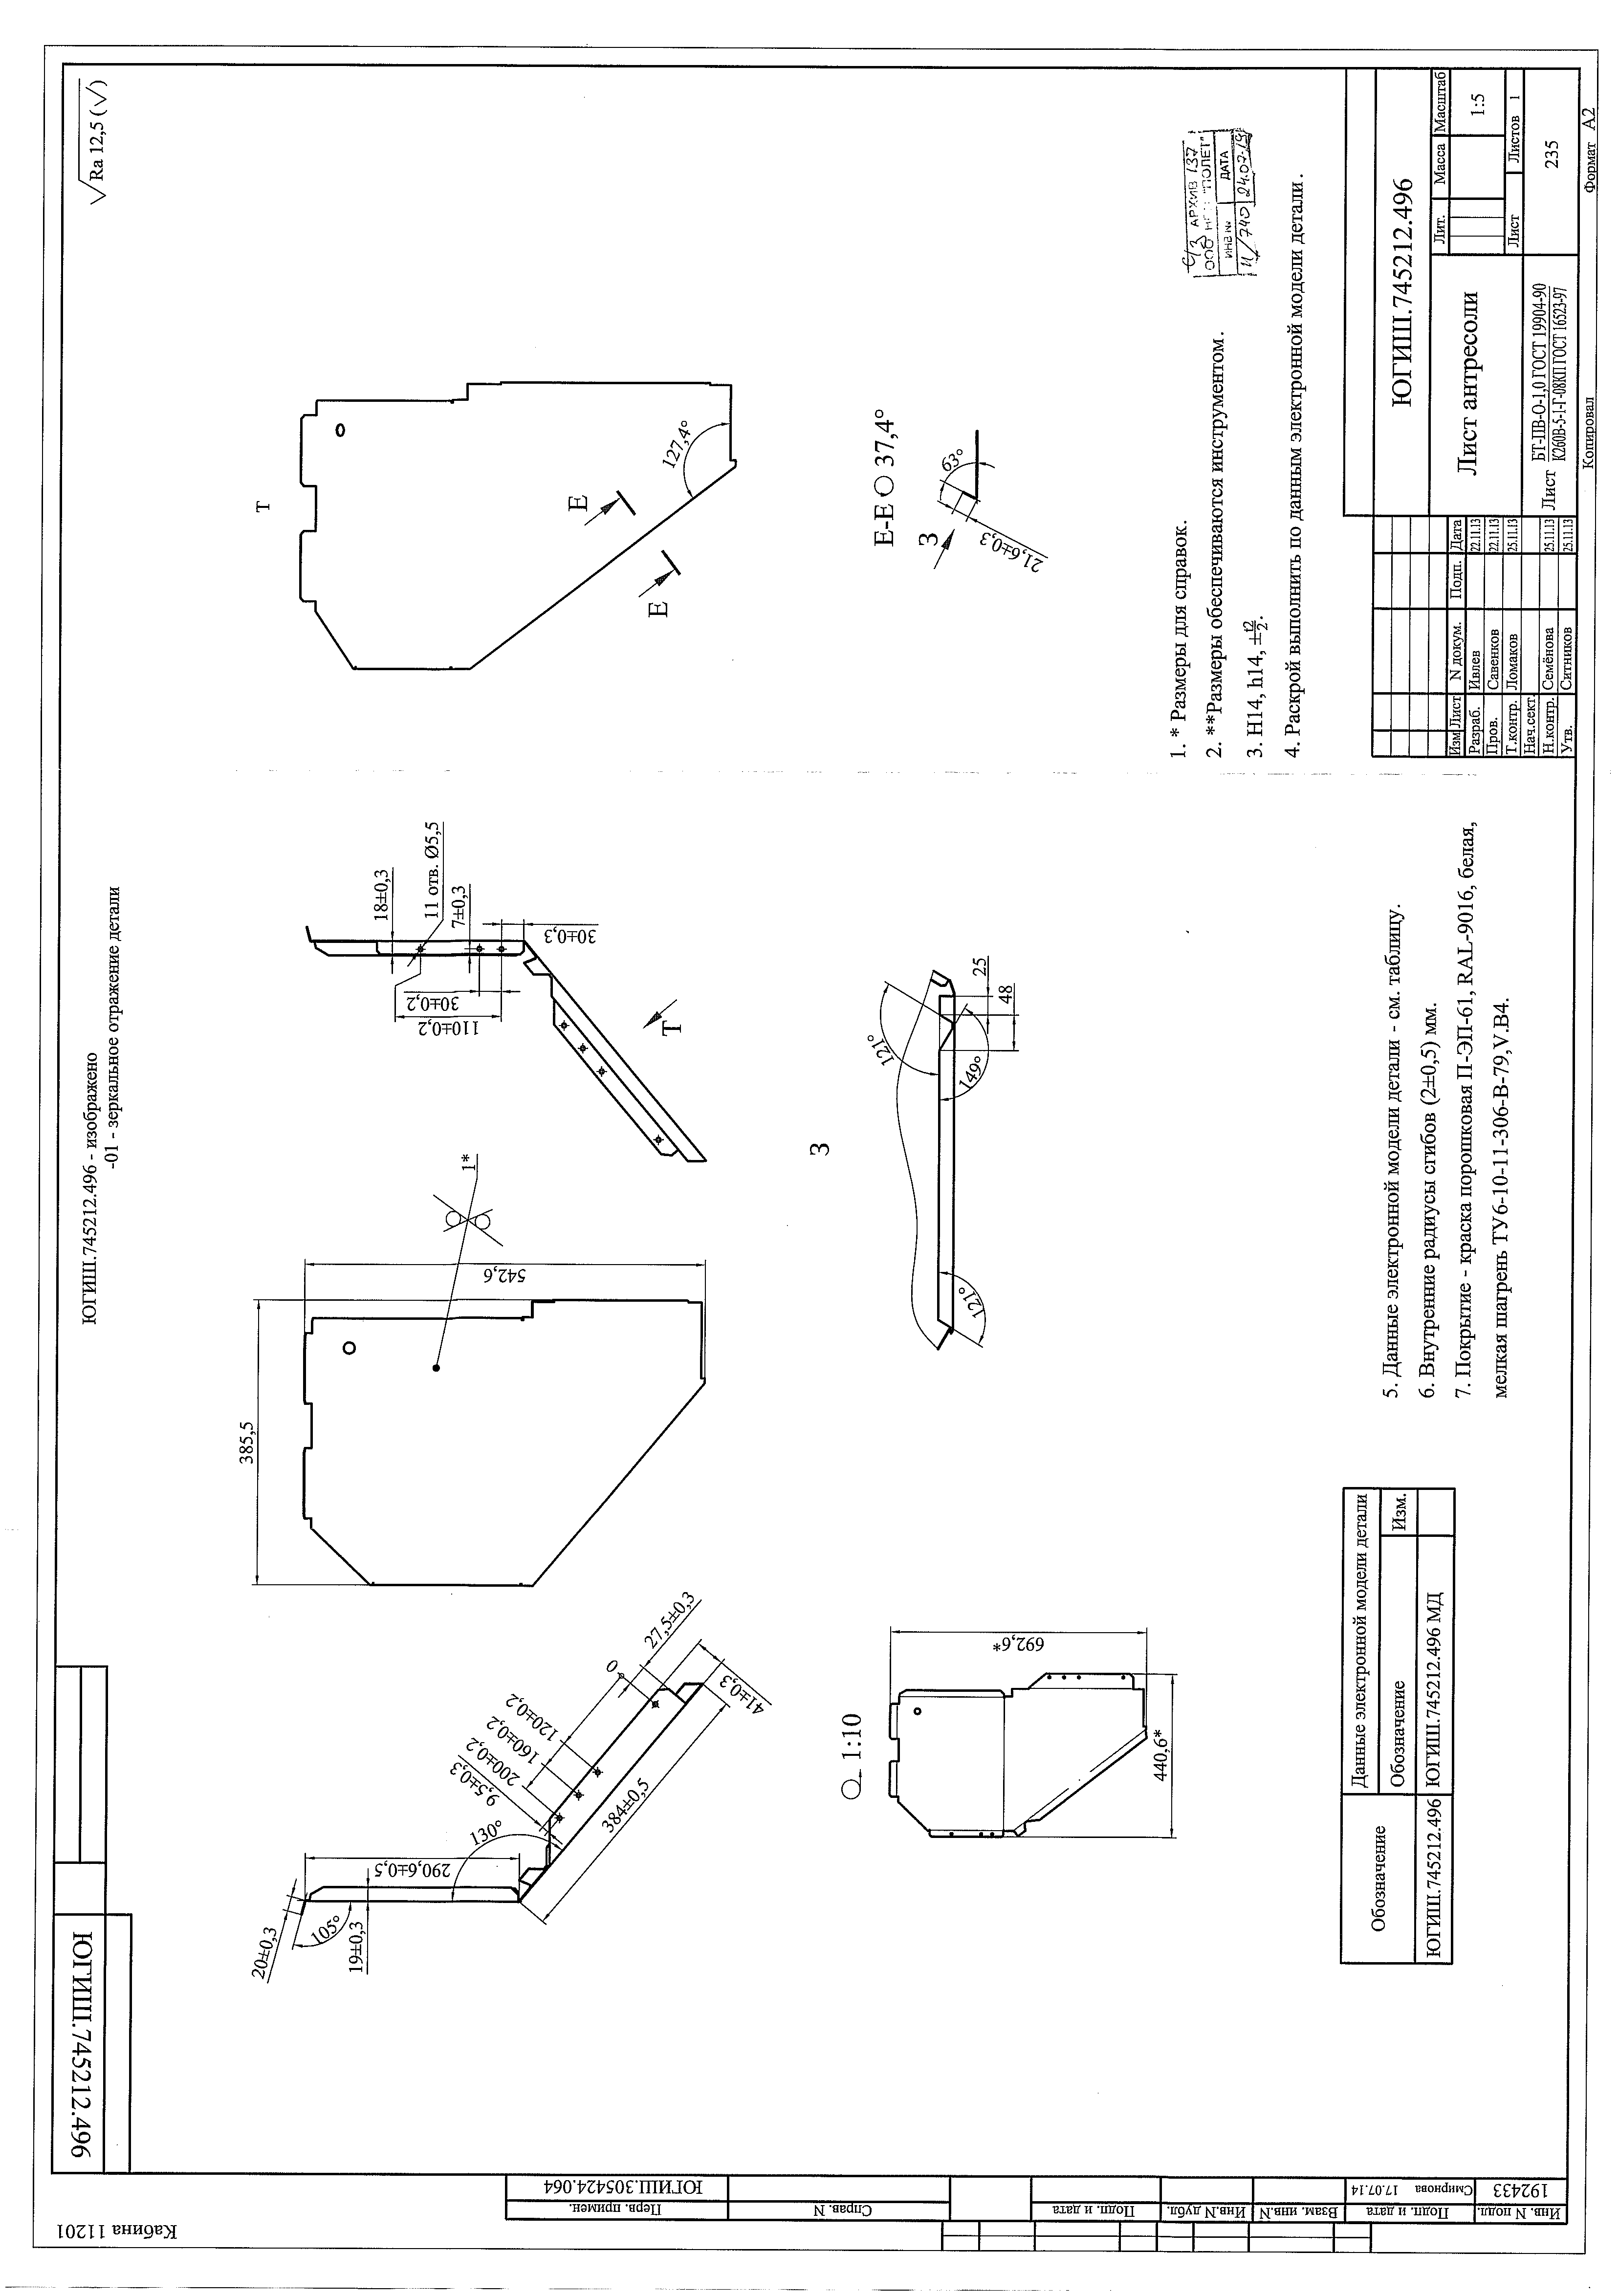 Кабина 11201
ЮГИШ.745212.496
√Ra 12,5 (√)
ЮГИШ.745212.496 - изображено
-01 - зеркальное отражение детали
20±0,3
105°
19±0,3
290,6±0,5
130°
9,5±0,3
200±0,2
160±0,2
120±0,2
0
27,5±0,3
41±0,3
384±0,5
385,5
542,6
1*
18±0,3
11 отв. Ø5,5
7±0,3
30±0,3
30±0,2
110±0,2
Т
Т
Е
Е
127,4°
1:10
692,6*
440,6*
З
121°
121°
149°
25
48
Е-Е 37,4°
З
63°
21,6±0,3
1. * Размеры для справок.
2. **Размеры обеспечиваются инструментом.
3. Н14, h14, ±t2/2.
4. Раскрой выполнить по данным электронной модели детали.
5. Данные электронной модели детали - см. таблицу.
6. Внутренние радиусы сгибов (2±0,5) мм.
7. Покрытие - краска порошковая П-ЭП-61, RAL-9016, белая,
мелкая шагрень ТУ6-10-11-306-В-79,V.В4.
АРХИВ 137
ООО "ПОЛЕТ"
ИНВ № ДАТА
11/740 24.07.19
Обозначение
Данные электронной модели детали
Обозначение Изм.
ЮГИШ.745212.496 ЮГИШ.745212.496 МД
ЮГИШ.745212.496
Изм Лист N докум. Подп. Дата
Разраб. Ивлев 22.11.13
Пров. Савенков 22.11.13
Т.контр. Ломаков 25.11.13
Нач.сект.
Н.контр. Семёнова 25.11.13
Утв. Ситников 25.11.13
Лист антресоли
Лит. Масса Масштаб
1:5
Лист Листов 1
Лист БТ-ПВ-О-1,0 ГОСТ 19904-90
К260В-5-1-Г-08КП ГОСТ 16523-97
235
Копировал
Формат А2
Перв. примен.
ЮГИШ.305424.064
Справ. N
Подп. и дата
Инв.N дубл.
Взам. инв.N
Подп. и дата
Смирнова 17.07.14
Инв. N подл.
192433